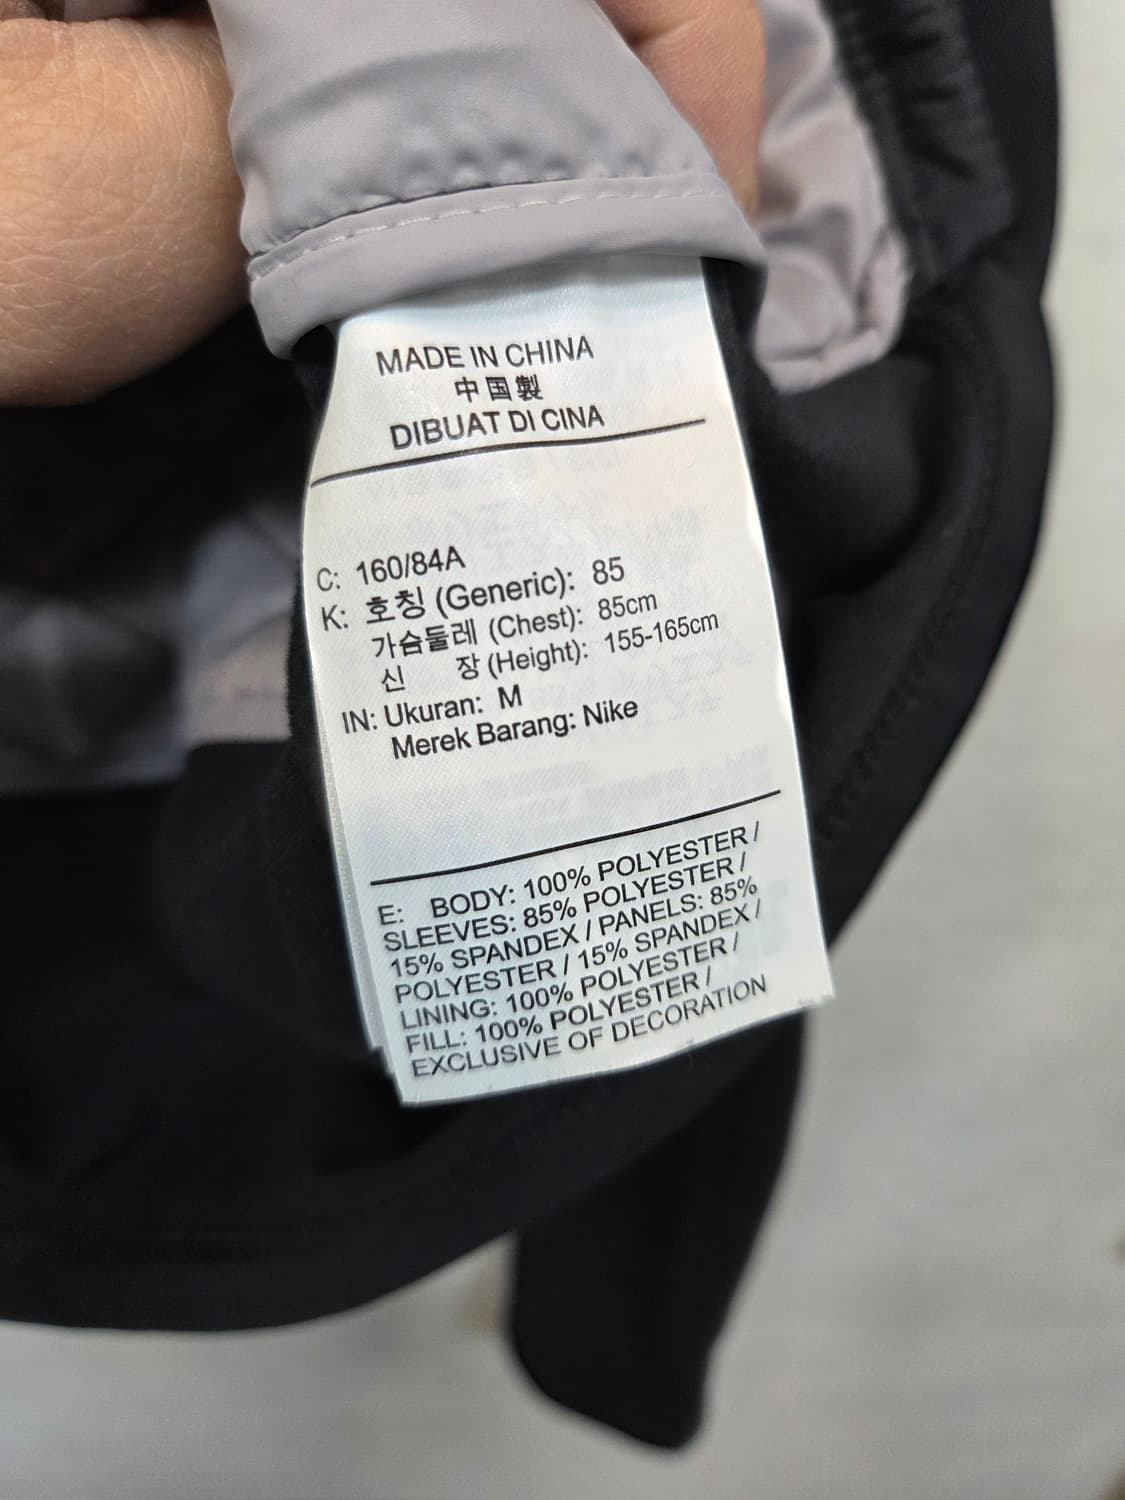 MADE IN CHINA
中国製
DIBUAT DI CINA
C: 160/84A
K: 호칭 (Generic): 85
가슴둘레 (Chest): 85cm
신 장 (Height): 155-165cm
IN: Ukuran: M
Merek Barang: Nike
E: BODY: 100% POLYESTER /
SLEEVES: 85% POLYESTER /
15% SPANDEX / PANELS: 85%
POLYESTER / 15% SPANDEX /
LINING: 100% POLYESTER /
FILL: 100% POLYESTER /
EXCLUSIVE OF DECORATION